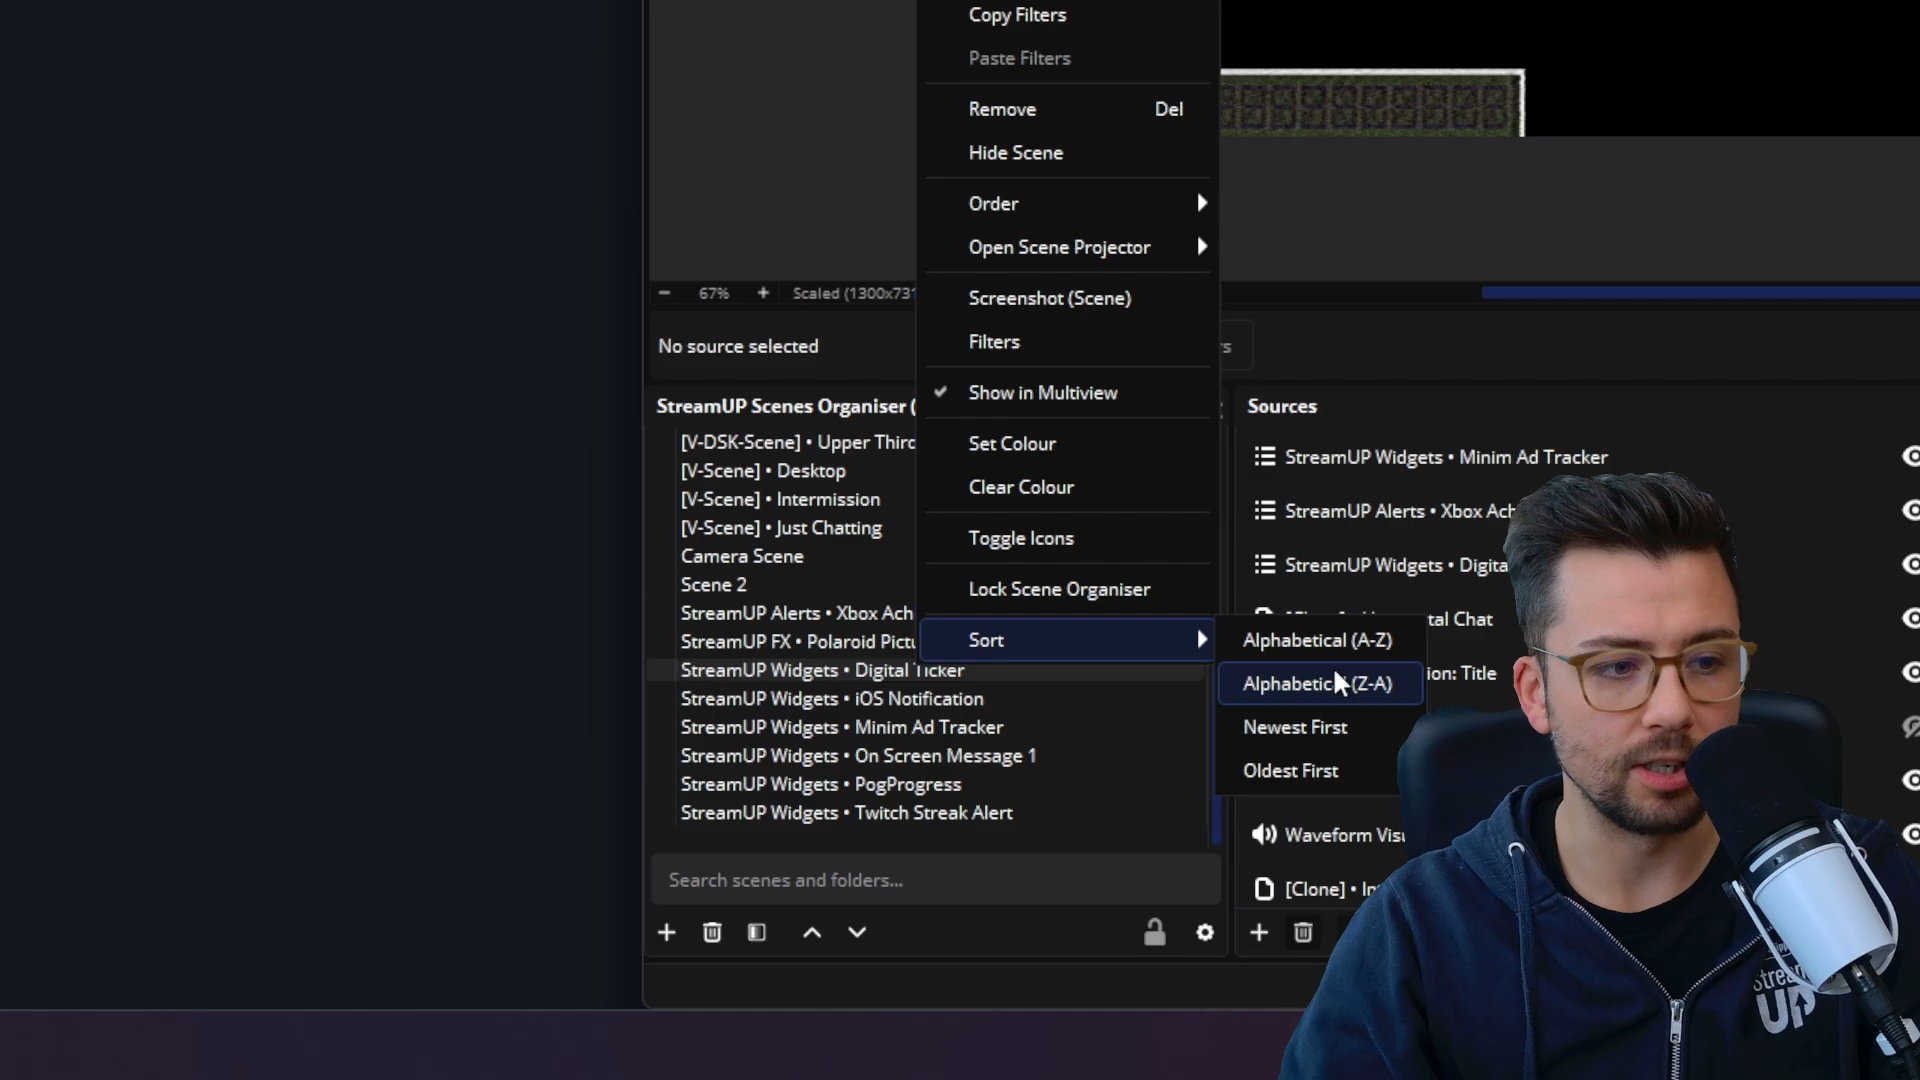 Copy Filters
Paste Filters
Remove Del
Hide Scene
Order
Open Scene Projector
67% Scaled (1300x731
Screenshot (Scene)
Filters
No source selected
Show in Multiview
StreamUP Scenes Organiser (
Sources
Set Colour
Clear Colour
Toggle Icons
Lock Scene Organiser
Sort
[V-DSK-Scene] • Upper Third
[V-Scene] • Desktop
[V-Scene] • Intermission
[V-Scene] • Just Chatting
Camera Scene
Scene 2
StreamUP Alerts • Xbox Ach
StreamUP FX • Polaroid Pictu
StreamUP Widgets • Digital Ticker
StreamUP Widgets • iOS Notification
StreamUP Widgets • Minim Ad Tracker
StreamUP Widgets • On Screen Message 1
StreamUP Widgets • PogProgress
StreamUP Widgets • Twitch Streak Alert
Search scenes and folders...
Alphabetical (A-Z)
Alphabetical (Z-A)
Newest First
Oldest First
StreamUP Widgets • Minim Ad Tracker
StreamUP Alerts • Xbox Ach
StreamUP Widgets • Digita
tal Chat
ion: Title
Waveform Visu
[Clone] • In
Stream
UP